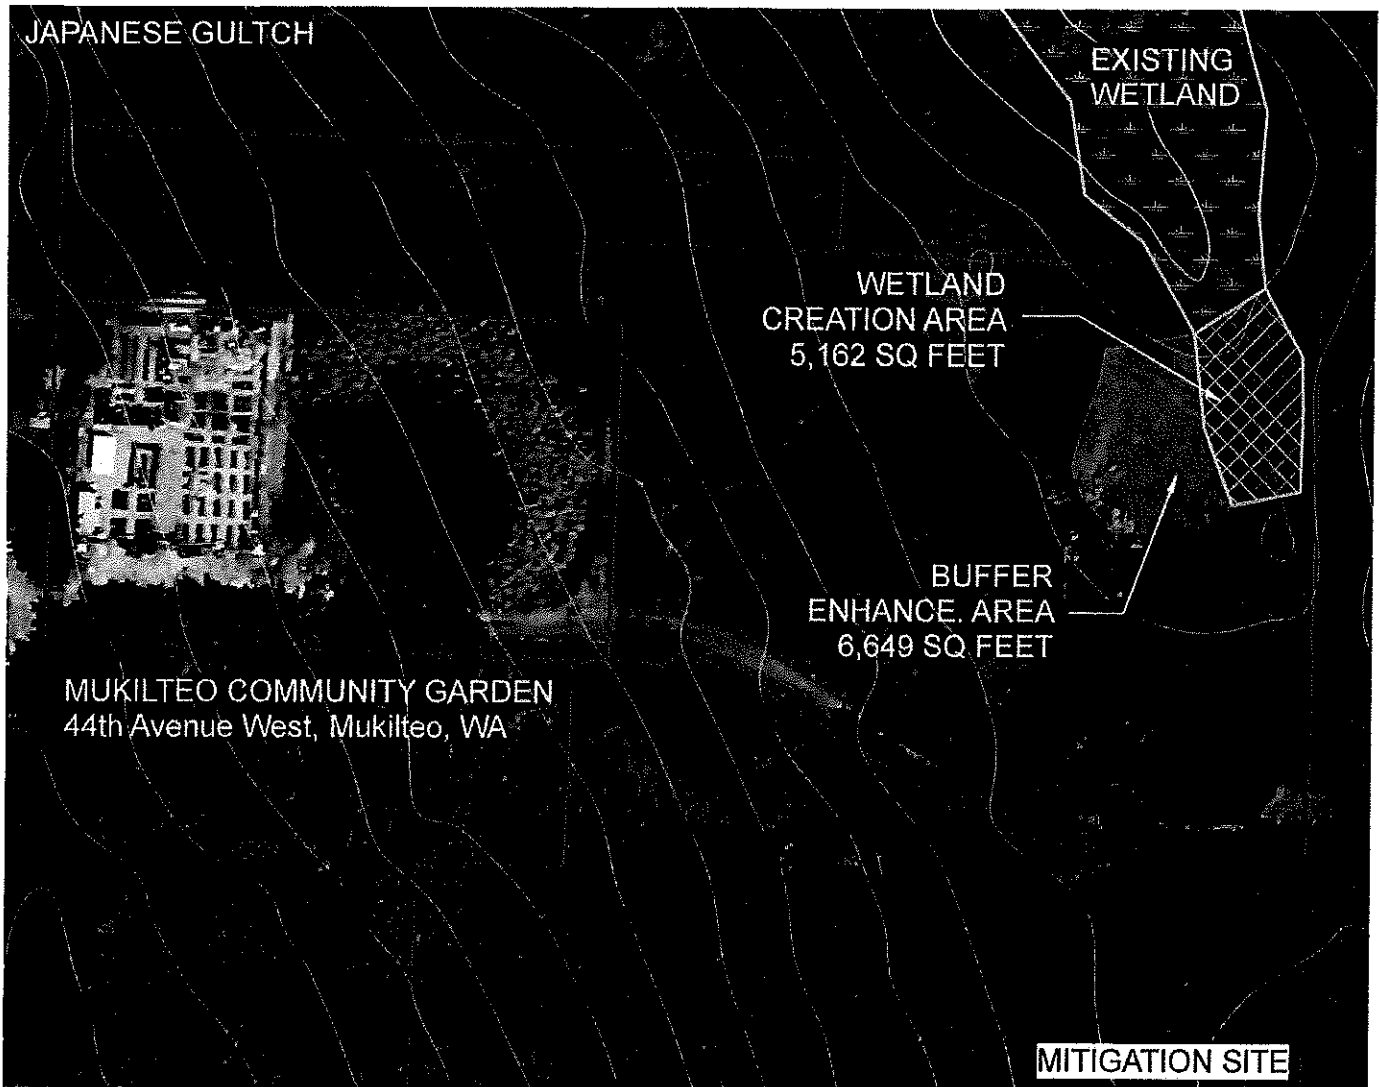 JAPANESE GULTCH
EXISTING
WETLAND
WETLAND
CREATION AREA
5,162 SQ FEET
BUFFER
ENHANCE. AREA
6,649 SQ FEET
MUKILTEO COMMUNITY GARDEN
44th Avenue West, Mukilteo, WA
MITIGATION SITE